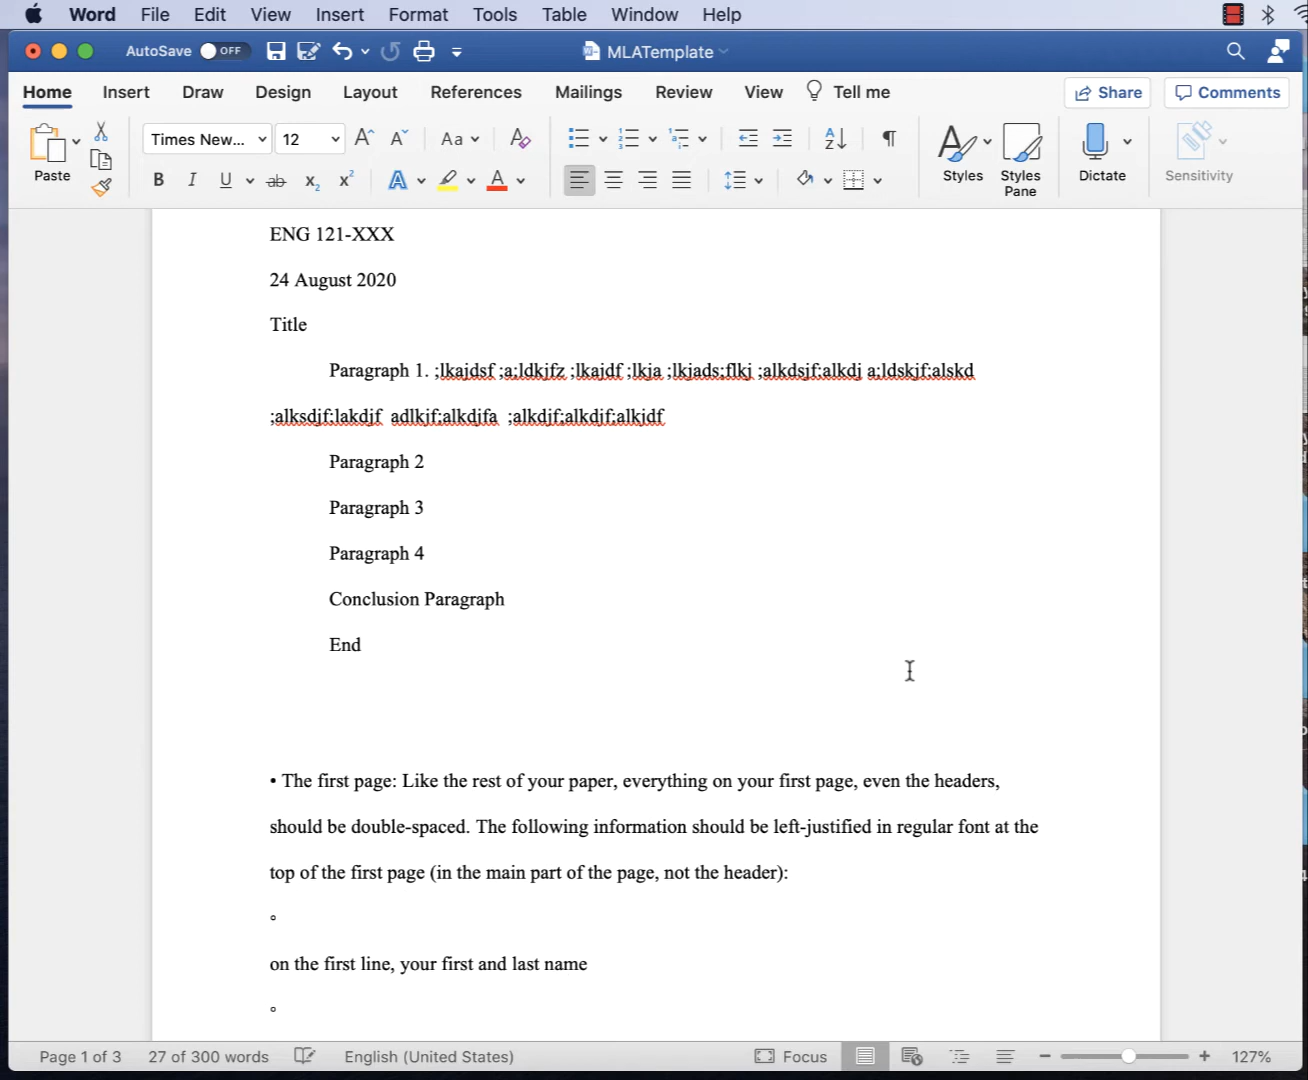 Word File Edit View Insert Format Tools Table Window Help
AutoSave OFF MLATemplate
Home Insert Draw Design Layout References Mailings Review View Tell me Share Comments
Times New... 12 Aa
Paste Styles Styles Pane Dictate Sensitivity
ENG 121-XXX
24 August 2020
Title
Paragraph 1. ;lkajdsf ;a;ldkjfz ;lkajdf ;lkja ;lkjads;flkj ;alkdsjf;alkdj a;ldskjf;alskd
;alksdjf;lakdjf adlkjf;alkdjfa ;alkdjf;alkdjf;alkjdf
Paragraph 2
Paragraph 3
Paragraph 4
Conclusion Paragraph
End
• The first page: Like the rest of your paper, everything on your first page, even the headers,
should be double-spaced. The following information should be left-justified in regular font at the
top of the first page (in the main part of the page, not the header):
°
on the first line, your first and last name
°
Page 1 of 3 27 of 300 words English (United States) Focus 127%